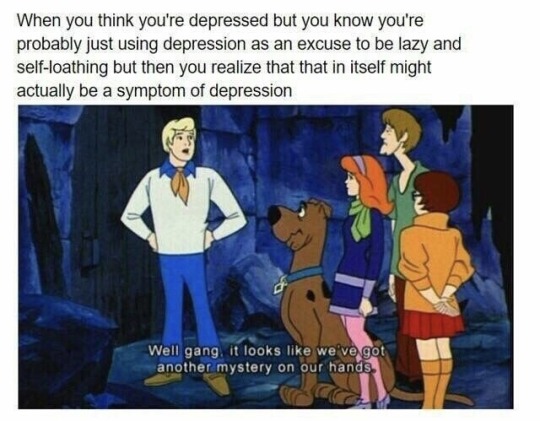 When you think you're depressed but you know you're
probably just using depression as an excuse to be lazy and
self-loathing but then you realize that that in itself might
actually be a symptom of depression
Well gang, it looks like we've got
another mystery on our hands.